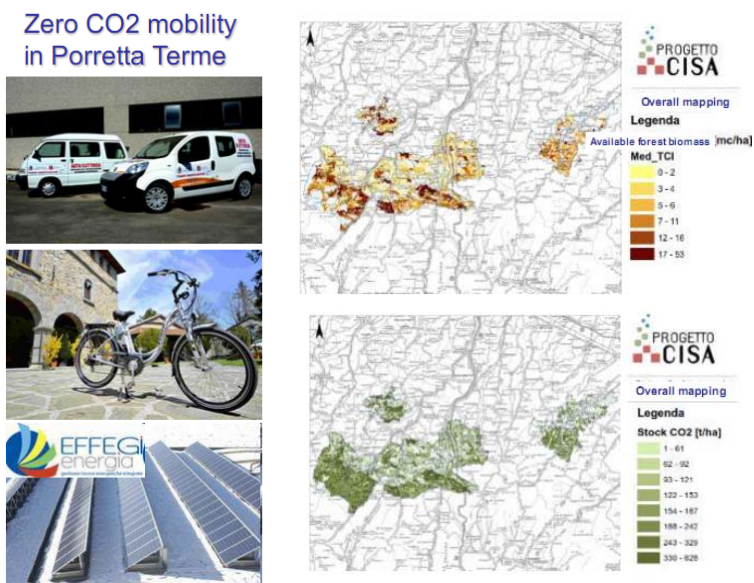 Zero CO2 mobility
in Porretta Terme
EFFEGI
energia
PROGETTO
CISA
Overall mapping
Legenda
Available forest biomass [mc/ha]
Med_TCI
0 - 2
3 - 4
5 - 6
7 - 11
12 - 16
17 - 53
PROGETTO
CISA
Overall mapping
Legenda
Stock CO2 [t/ha]
1 - 61
62 - 92
93 - 121
122 - 153
154 - 187
188 - 242
243 - 329
330 - 628